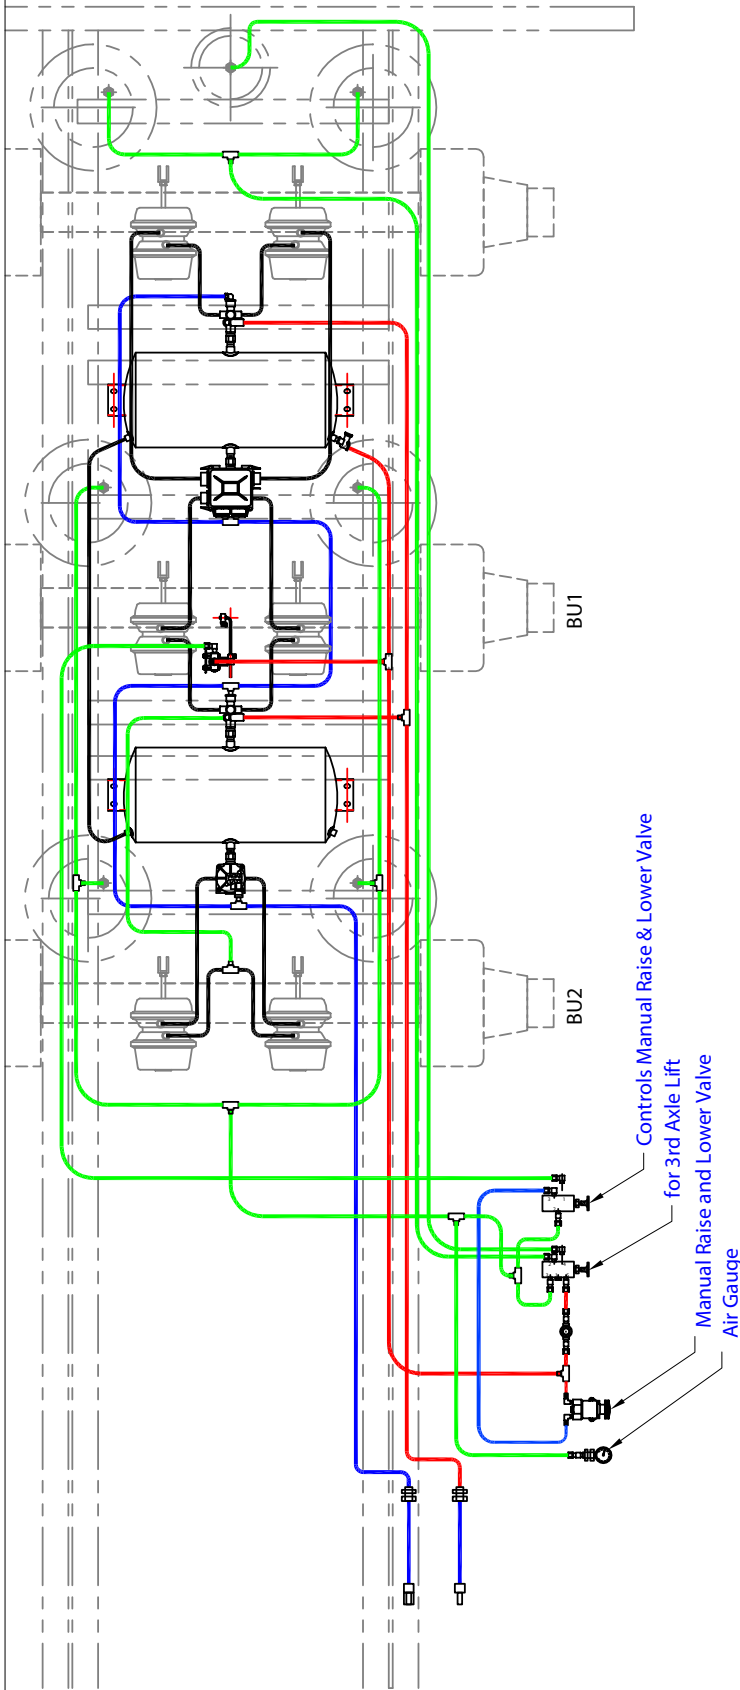 BU1
BU2
Controls Manual Raise & Lower Valve
for 3rd Axle Lift
Manual Raise and Lower Valve
Air Gauge